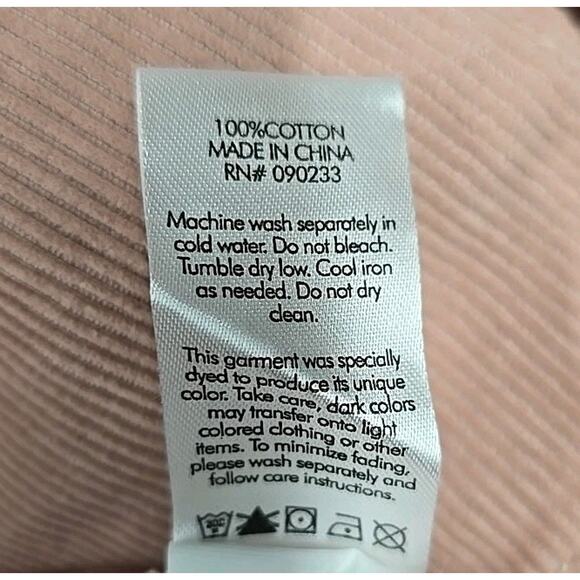 100%COTTON
MADE IN CHINA
RN# 090233
Machine wash separately in
cold water. Do not bleach.
Tumble dry low. Cool iron
as needed. Do not dry
clean.
This garment was specially
dyed to produce its unique
color. Take care, dark colors
may transfer onto light
colored clothing or other
items. To minimize fading,
please wash separately and
follow care instructions.